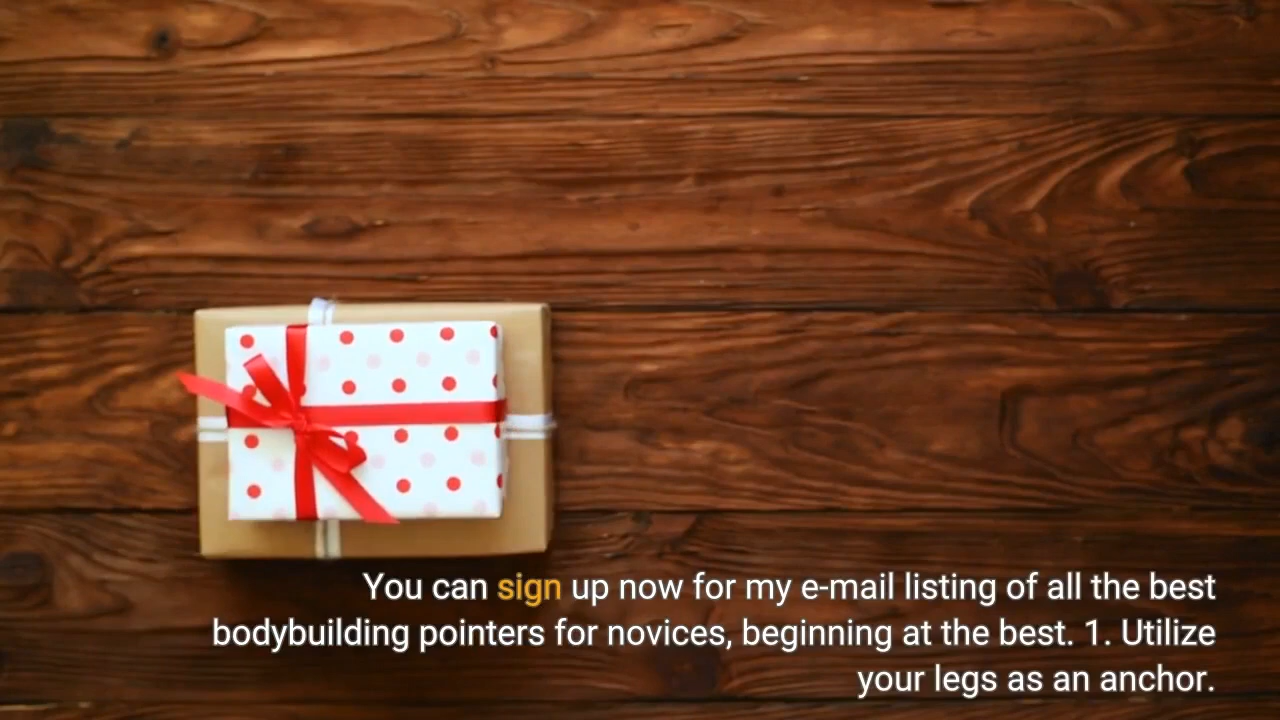 You can sign up now for my e-mail listing of all the best
bodybuilding pointers for novices, beginning at the best. 1. Utilize
your legs as an anchor.